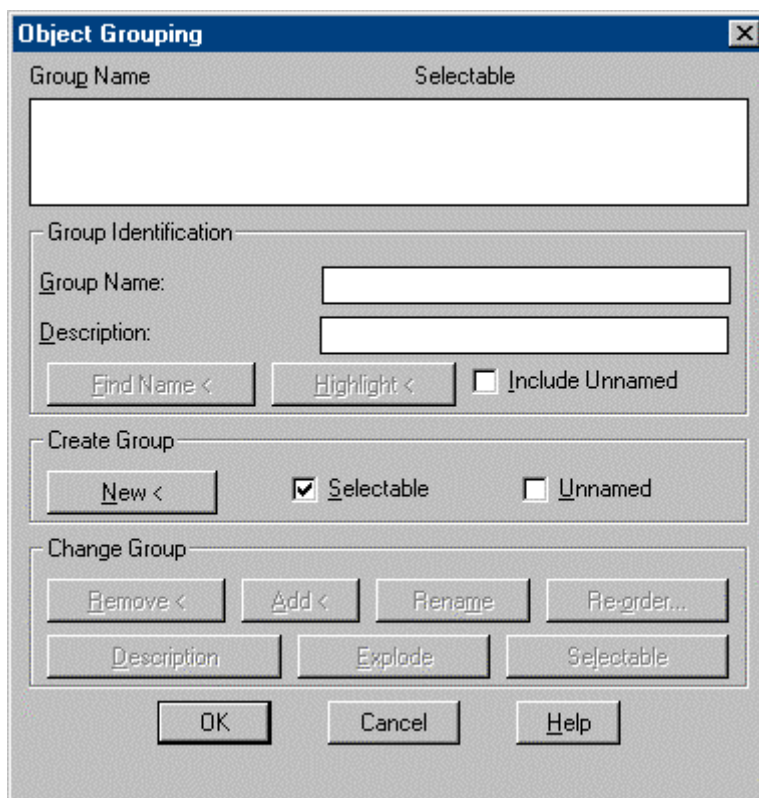 Object Grouping
Group Name Selectable
Group Identification
Group Name:
Description:
Find Name < Highlight < Include Unnamed
Create Group
New < Selectable Unnamed
Change Group
Remove < Add < Rename Re-order...
Description Explode Selectable
OK Cancel Help